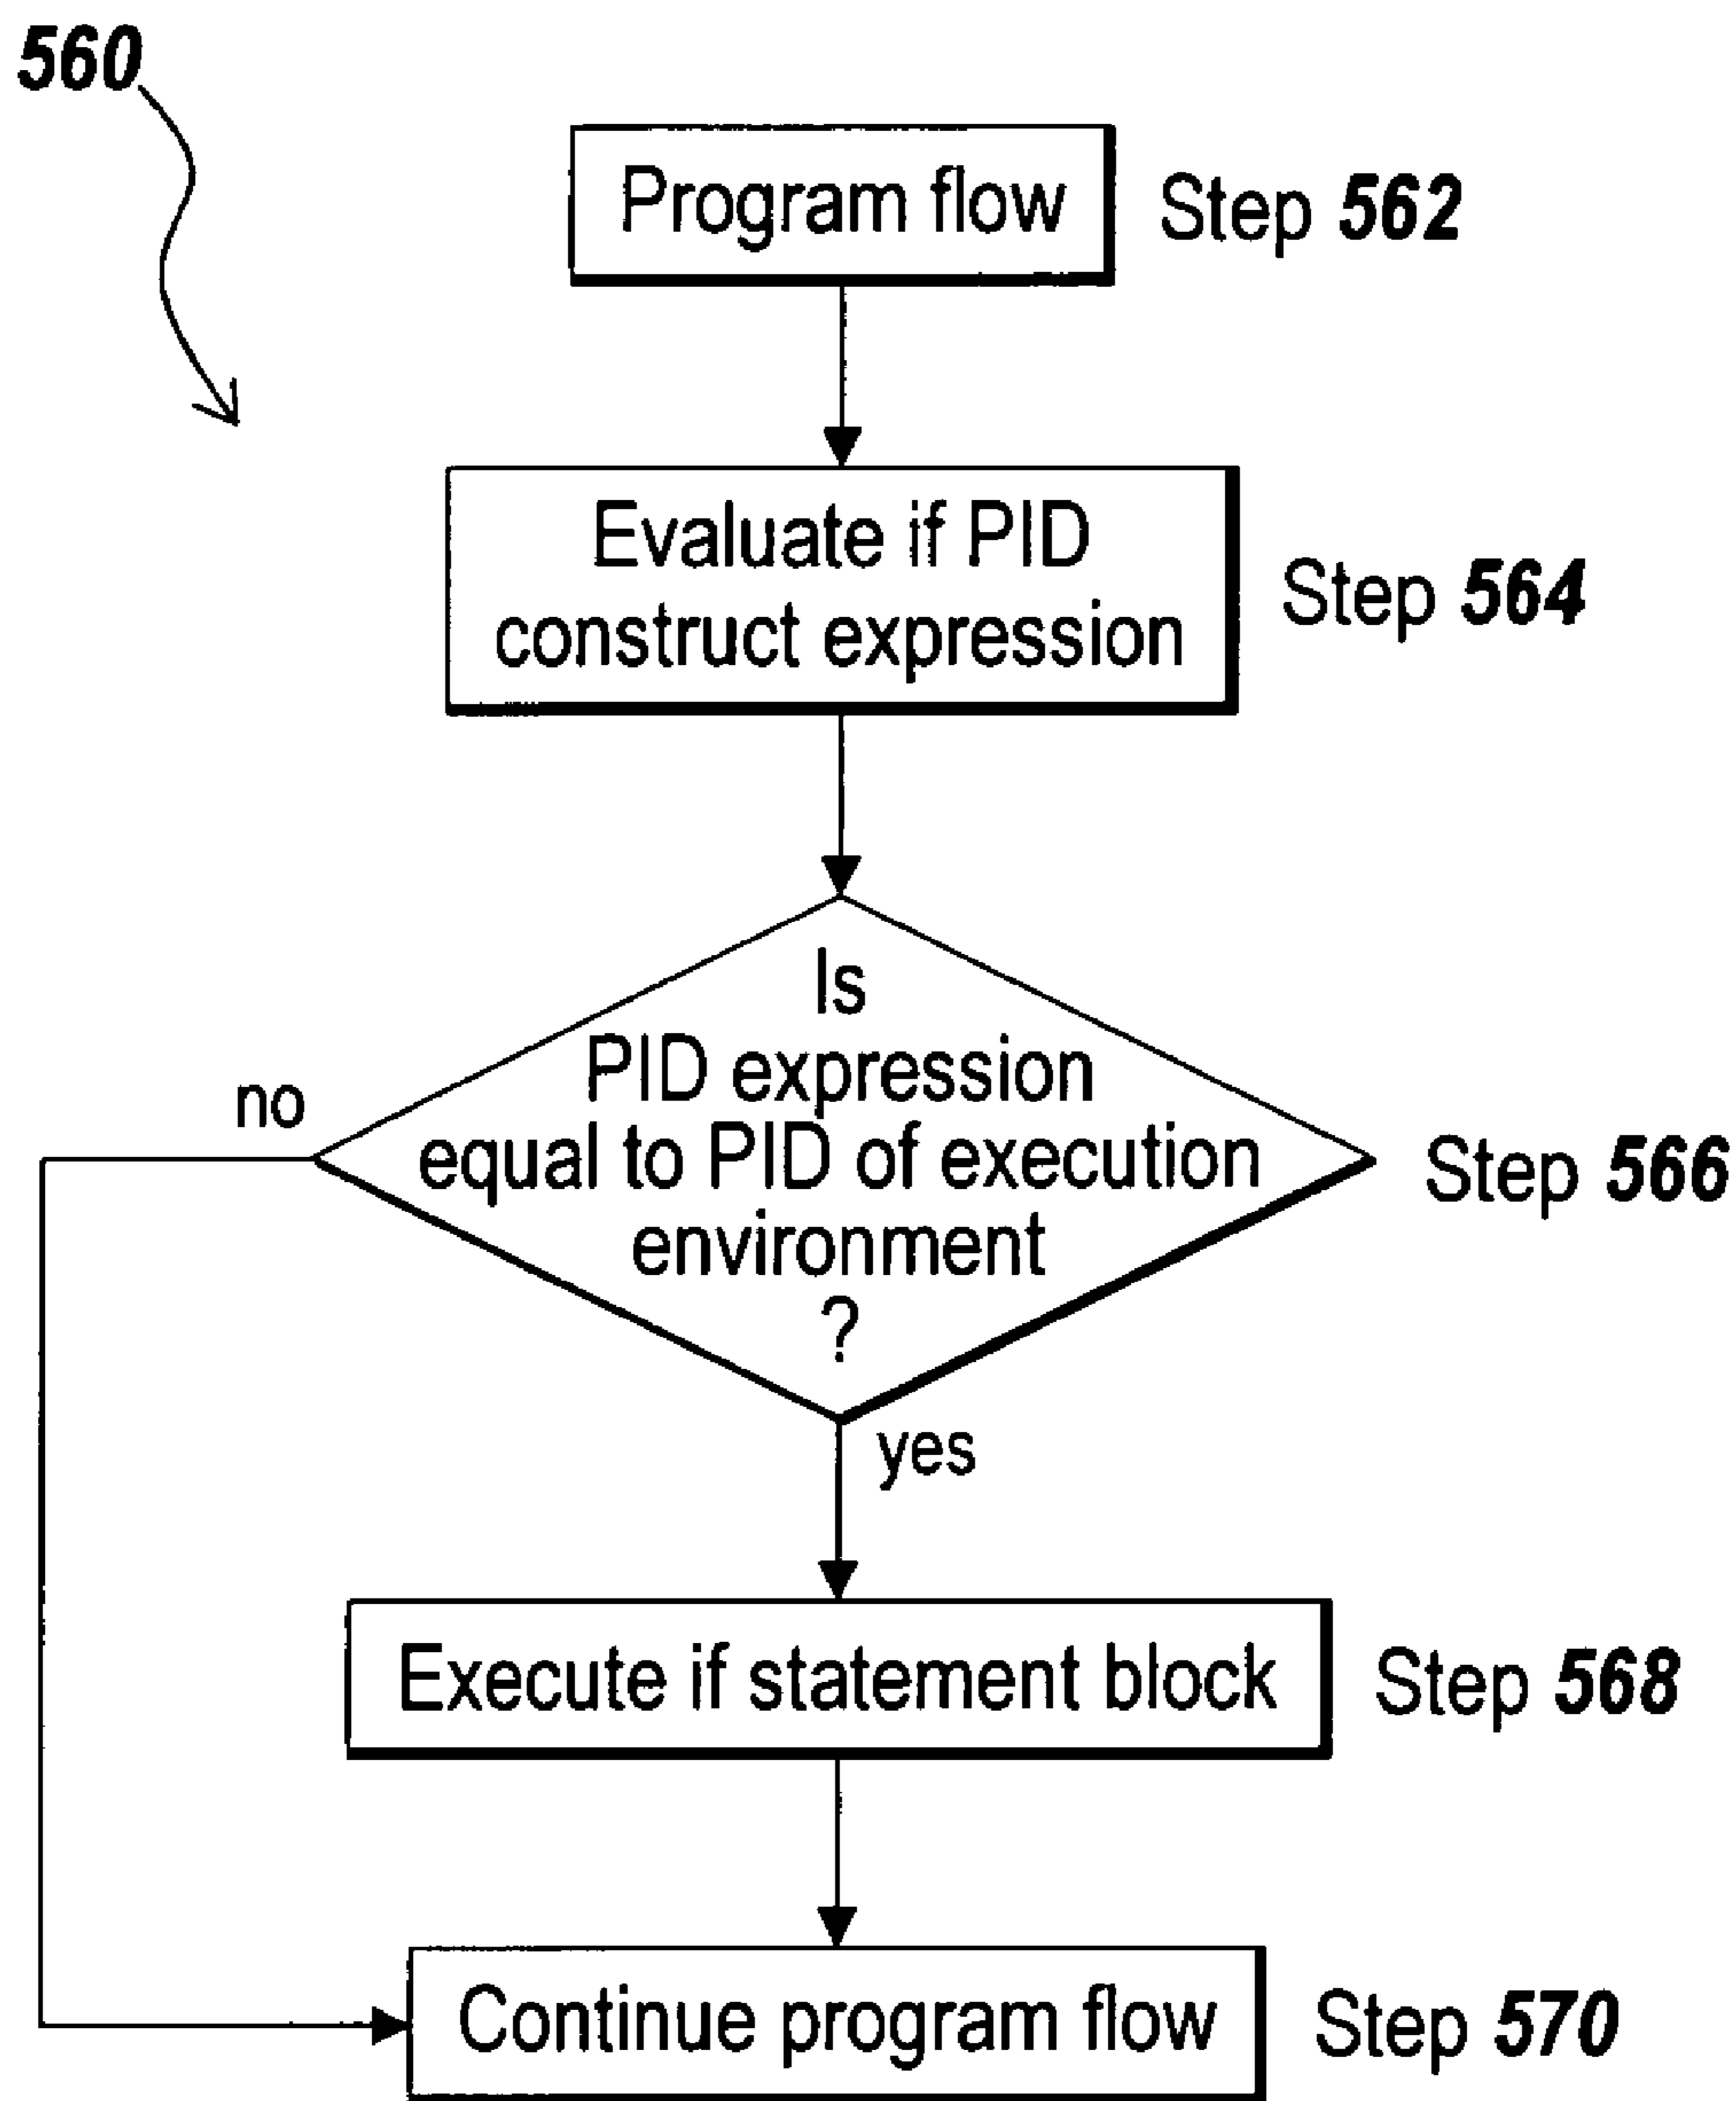 560
Program flow
Step 562
Evaluate if PID
construct expression
Step 564
Is
PID expression
equal to PID of execution
environment
?
no
Step 566
yes
Execute if statement block
Step 568
Continue program flow
Step 570